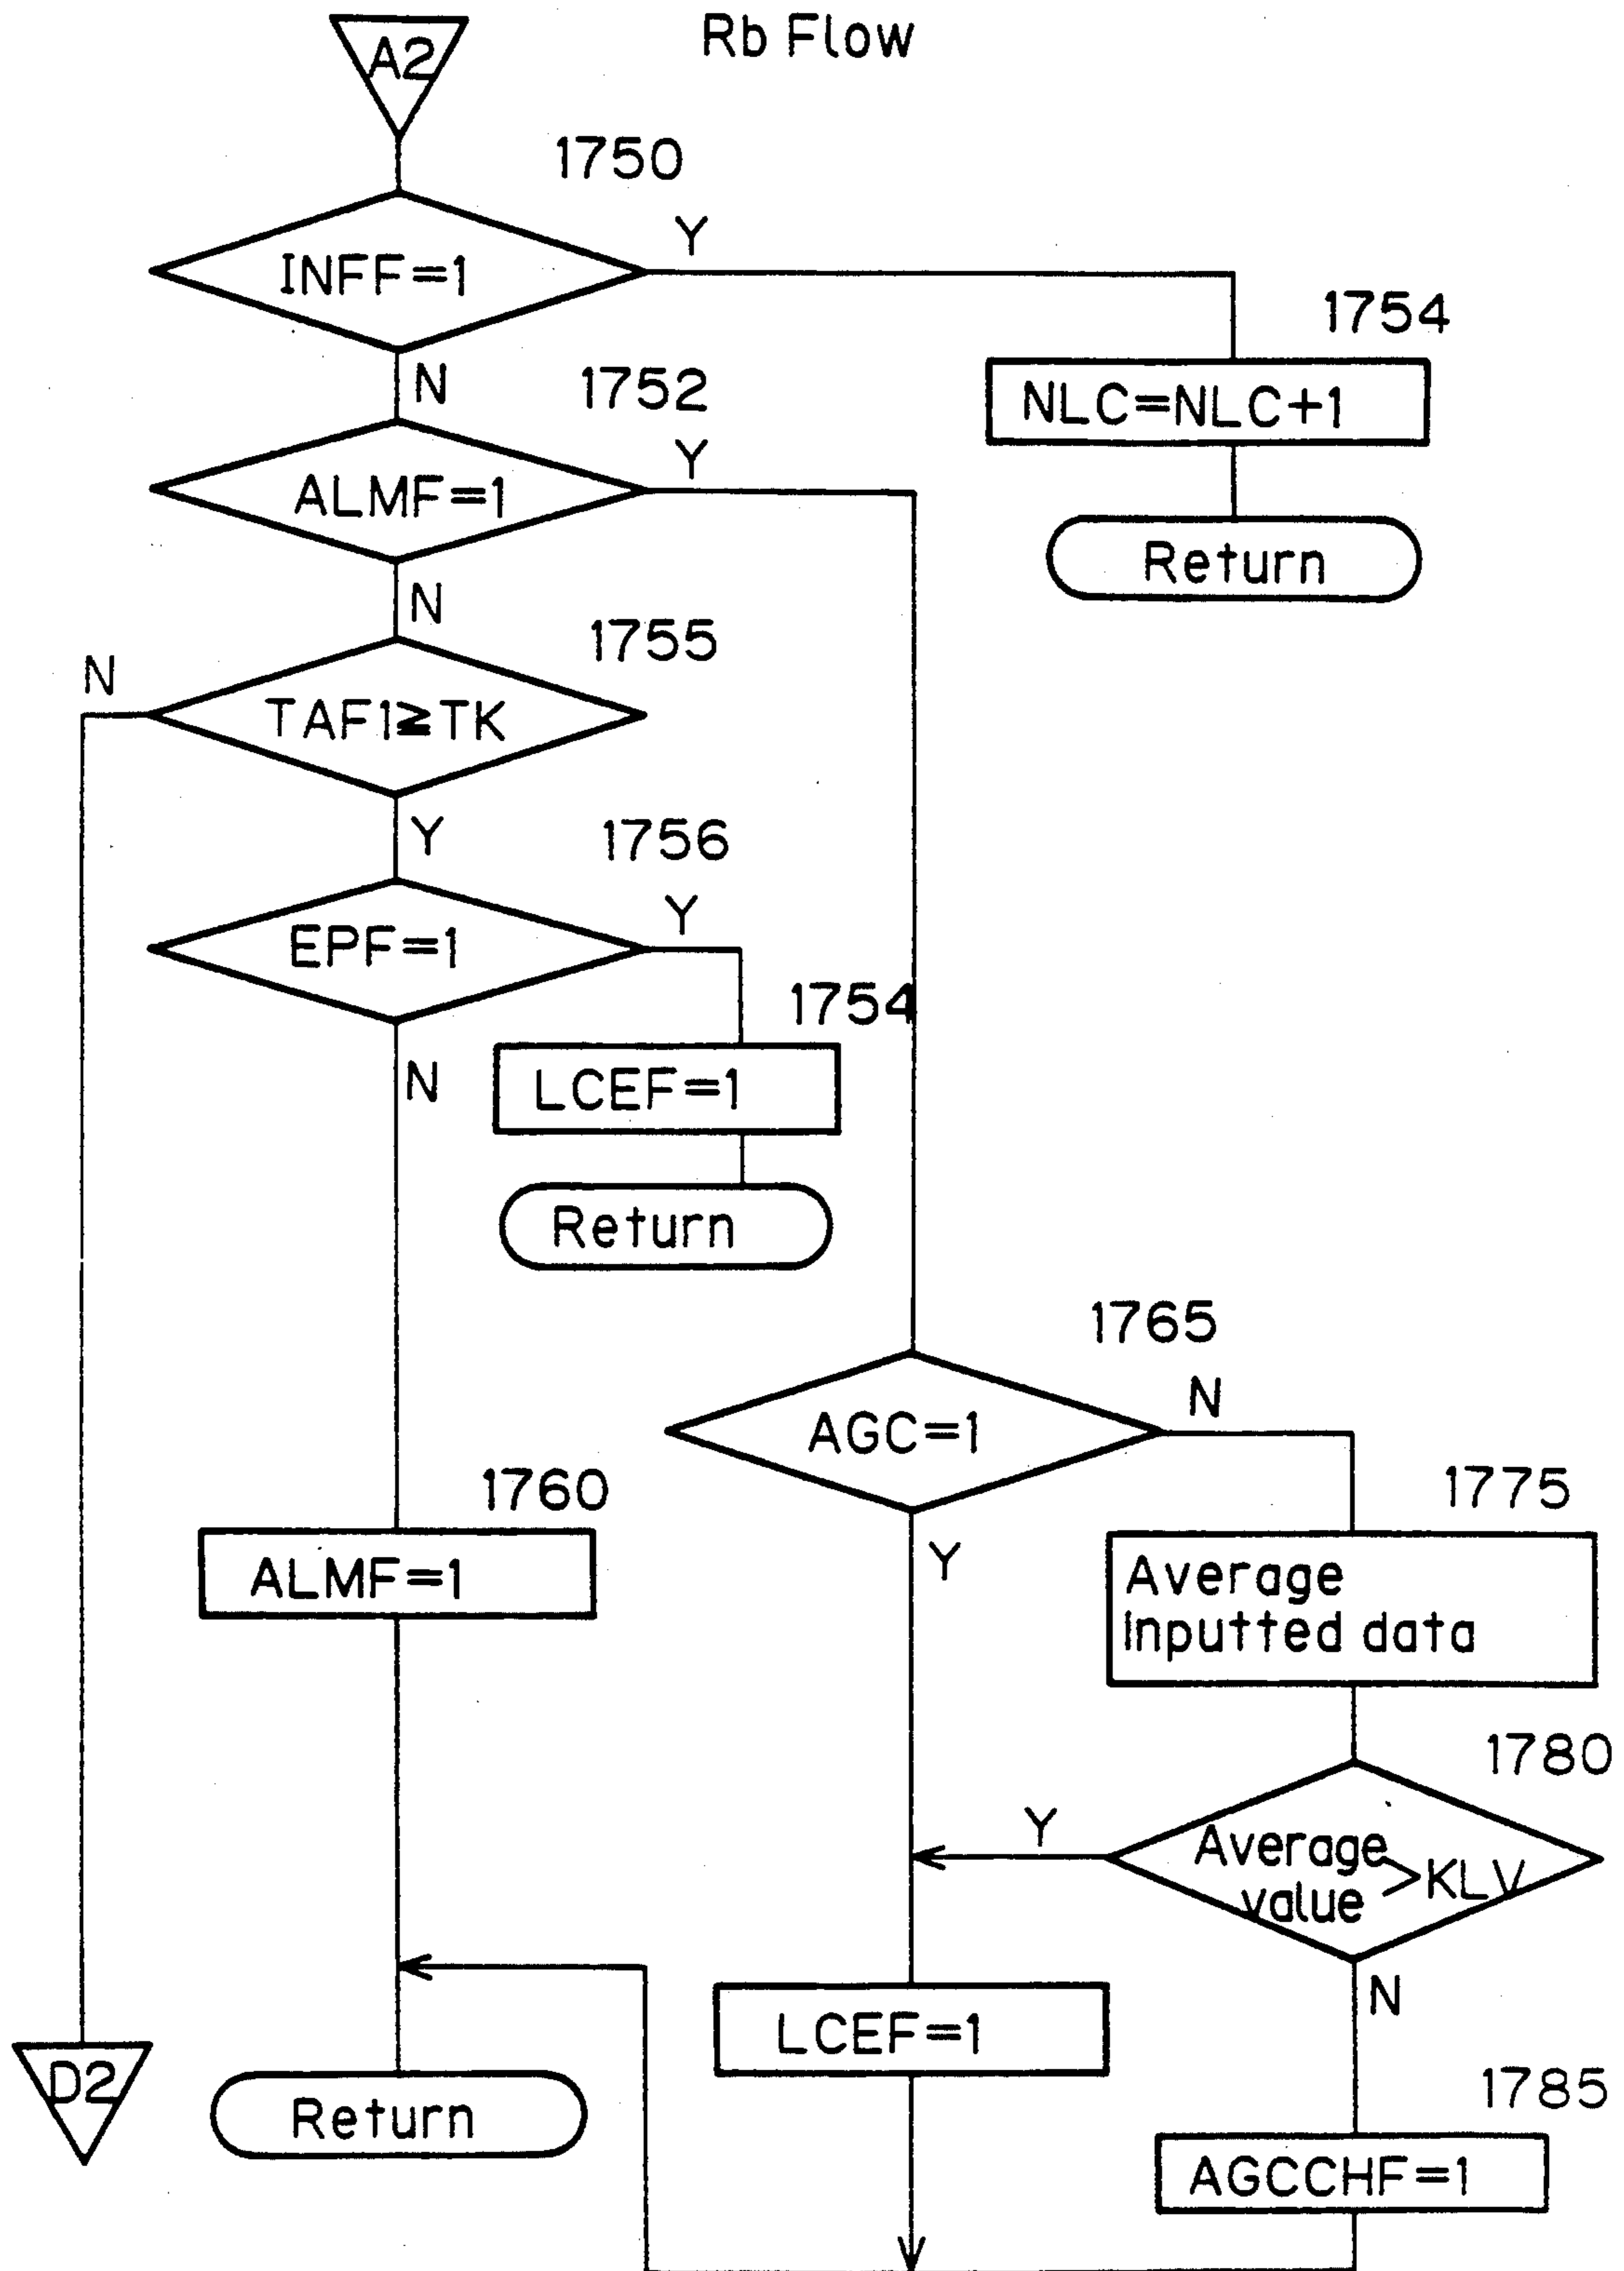 Rb Flow
A2
1750
INFF=1
Y
1754
N
1752
NLC=NLC+1
ALMF=1
Y
Return
N
1755
N
TAF1≧TK
Y
1756
EPF=1
Y
1754
N
LCEF=1
Return
1765
AGC=1
N
1760
1775
Y
ALMF=1
Average
Inputted data
1780
Y
Average
value >KLV
N
LCEF=1
D2
1785
Return
AGCCHF=1